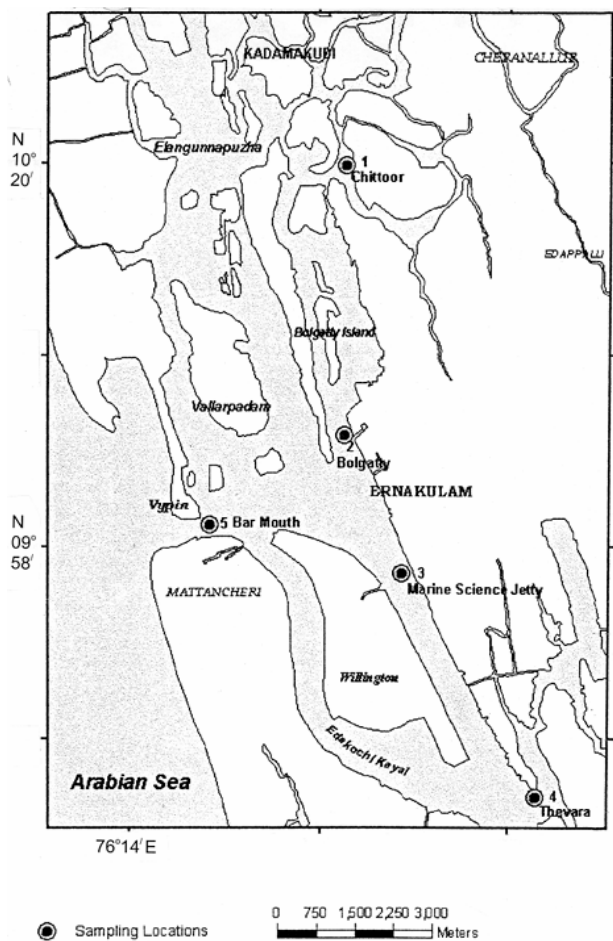 KADAMAKUDI
CHERANALLUR
N
10°
20′
Elangunnapuzha
1
Chittoor
EDAPPALLI
Bolgatty Island
Vallarpadam
2
Bolgatty
ERNAKULAM
Vypin
N
09°
58′
5 Bar Mouth
3
MATTANCHERI
Marine Science Jetty
Willington
Edakochi Kayal
Arabian Sea
4
Thevara
76°14′E
0 750 1,500 2,250 3,000
Sampling Locations
Meters